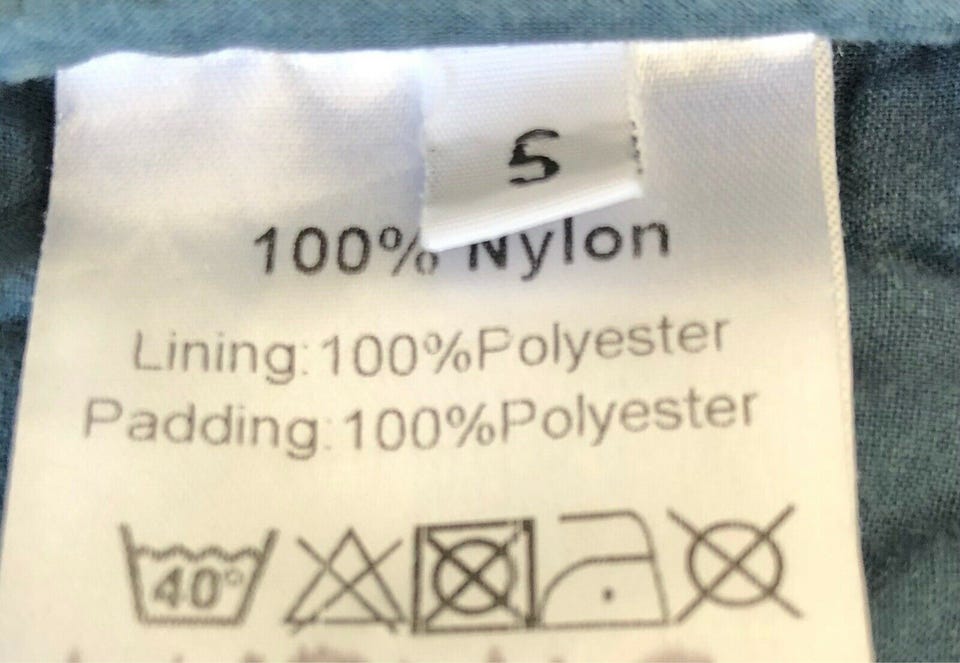 S
100% Nylon
Lining:100%Polyester
Padding:100%Polyester
40°